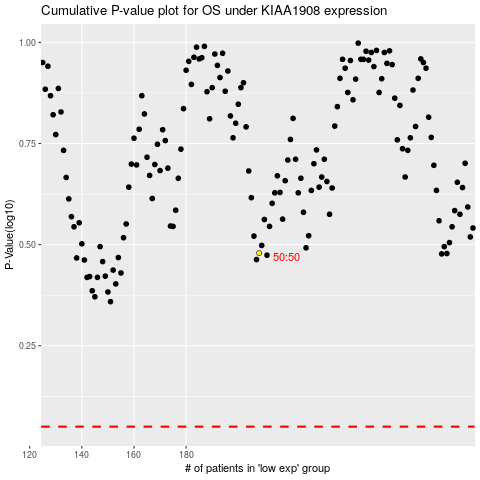 Cumulative P-value plot for OS under KIAA1908 expression
P-Value(log10)
1.00
0.75
0.50
0.25
50:50
120 140 160 180
# of patients in 'low exp' group